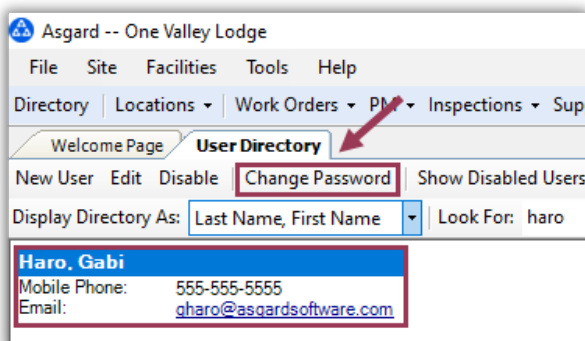 Asgard -- One Valley Lodge
File Site Facilities Tools Help
Directory Locations Work Orders PM Inspections Sup
Welcome Page User Directory
New User Edit Disable Change Password Show Disabled Users
Display Directory As: Last Name, First Name Look For: haro
Haro, Gabi
Mobile Phone: 555-555-5555
Email: gharo@asgardsoftware.com